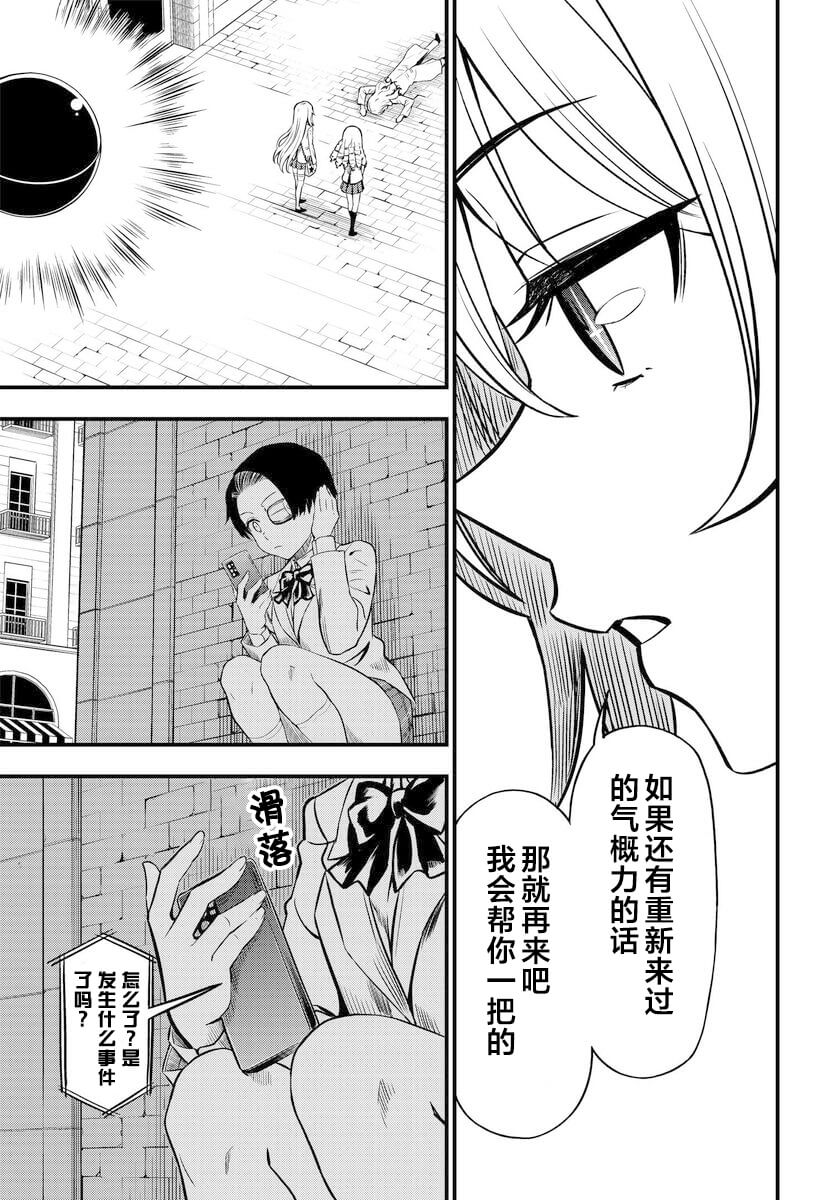 如果还有重新来过
的气概力的话
那就再来吧
我会帮你一把的
滑落
怎么了？是
发生什么事件
了吗？